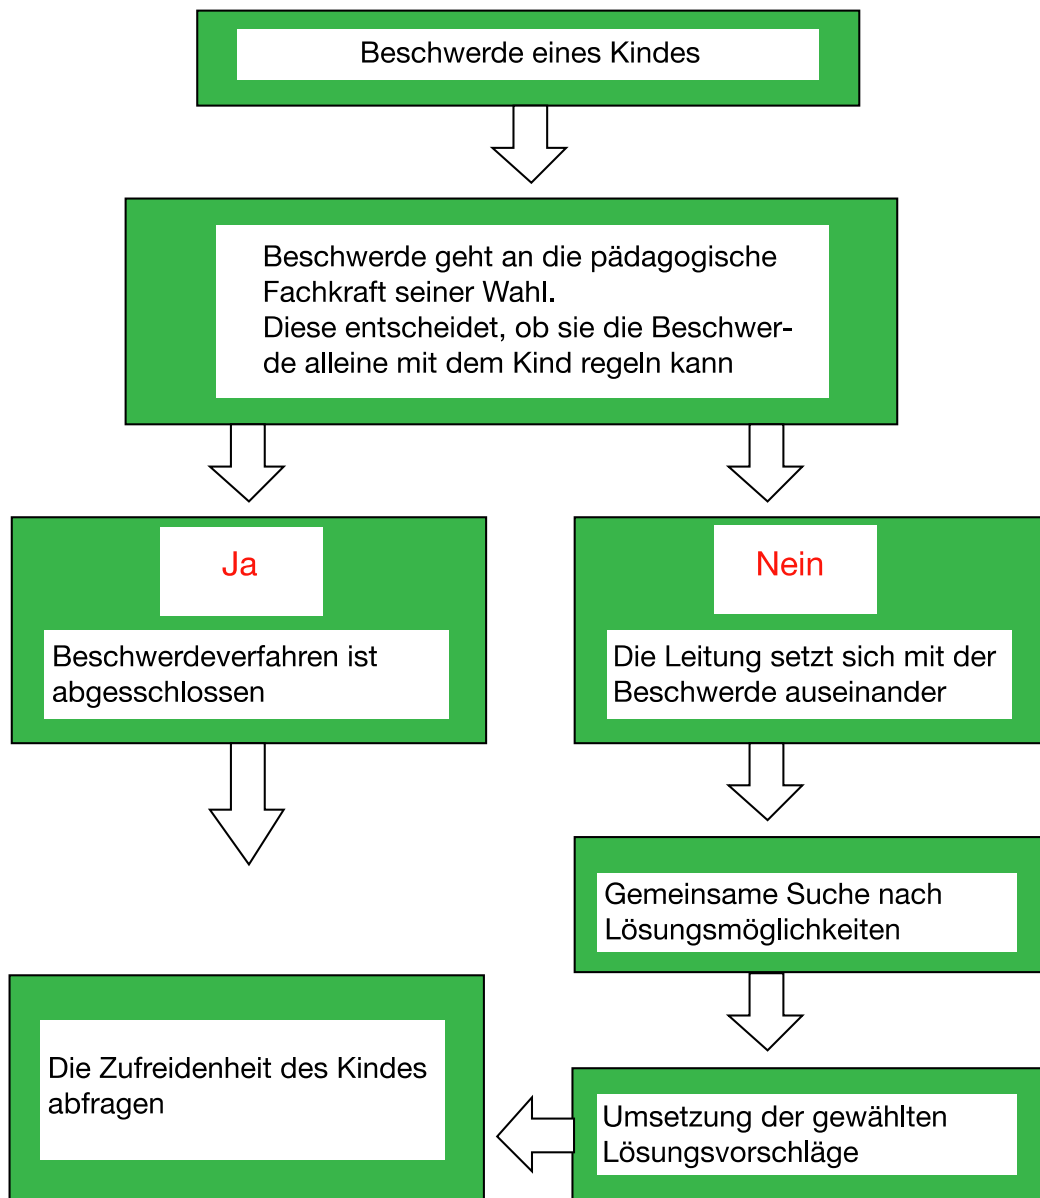 Beschwerde eines Kindes
Beschwerde geht an die pädagogische
Fachkraft seiner Wahl.
Diese entscheidet, ob sie die Beschwer-
de alleine mit dem Kind regeln kann
Ja
Beschwerdeverfahren ist
abgesschlossen
Nein
Die Leitung setzt sich mit der
Beschwerde auseinander
Gemeinsame Suche nach
Lösungsmöglichkeiten
Umsetzung der gewählten
Lösungsvorschläge
Die Zufreidenheit des Kindes
abfragen